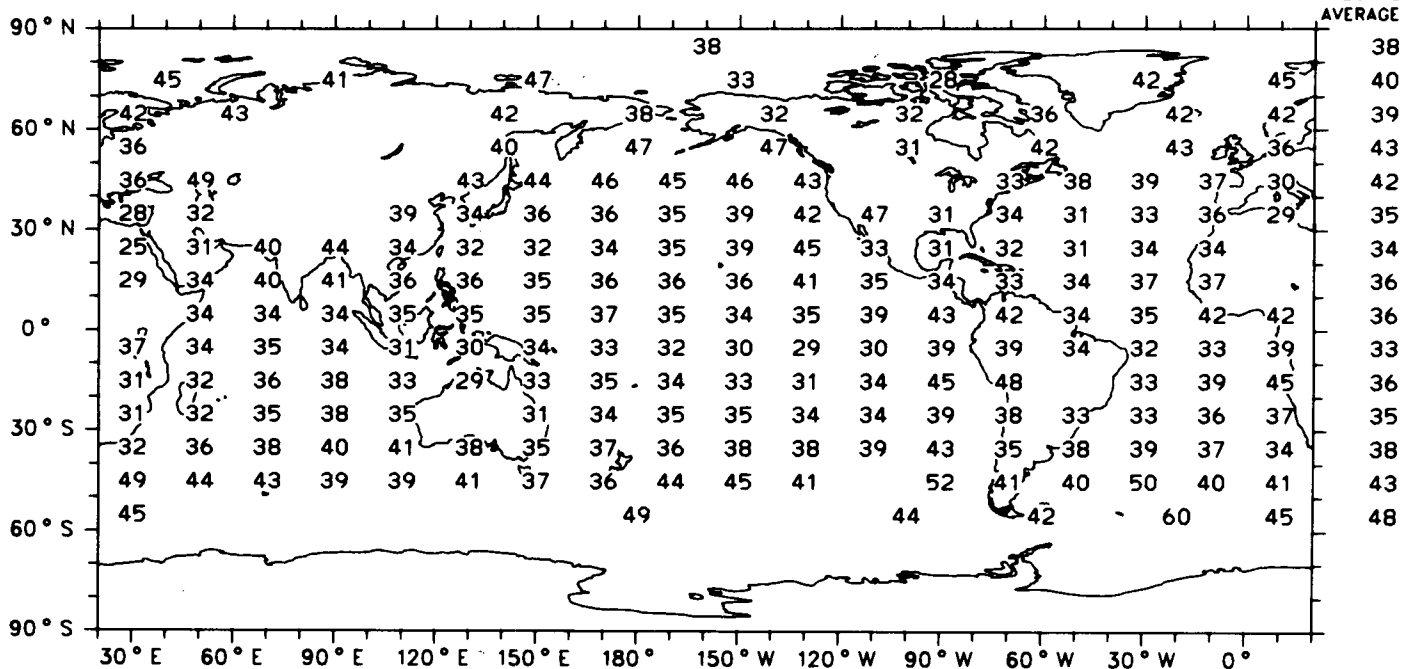 AVERAGE
90° N 38 38
45 41 47 33 28 42 45 40
42 43 42 38 32 32 36 42 42 39
60° N
36 40 47 47 31 42 43 36 43
36 49 43 44 46 45 46 43 33 38 39 37 30 42
28 32 39 34 36 36 35 39 42 47 31 34 31 33 36 29 35
30° N
25 31 40 44 34 32 32 34 35 39 45 33 31 32 31 34 34 34
29 34 40 41 36 36 35 36 36 36 41 35 34 33 34 37 37 36
34 34 34 35 35 35 37 35 34 35 39 43 42 34 35 42 42 36
0°
37 34 35 34 31 30 34 33 32 30 29 30 39 39 34 32 33 39 33
31 32 36 38 33 29 33 35 34 33 31 34 45 48 33 39 45 36
31 32 35 38 35 31 34 35 35 34 34 39 38 33 33 36 37 35
30° S
32 36 38 40 41 38 35 37 36 38 38 39 43 35 38 39 37 34 38
49 44 43 39 39 41 37 36 44 45 41 52 41 40 50 40 41 43
45 49 44 42 60 45 48
60° S
90° S
30° E 60° E 90° E 120° E 150° E 180° 150° W 120° W 90° W 60° W 30° W 0°